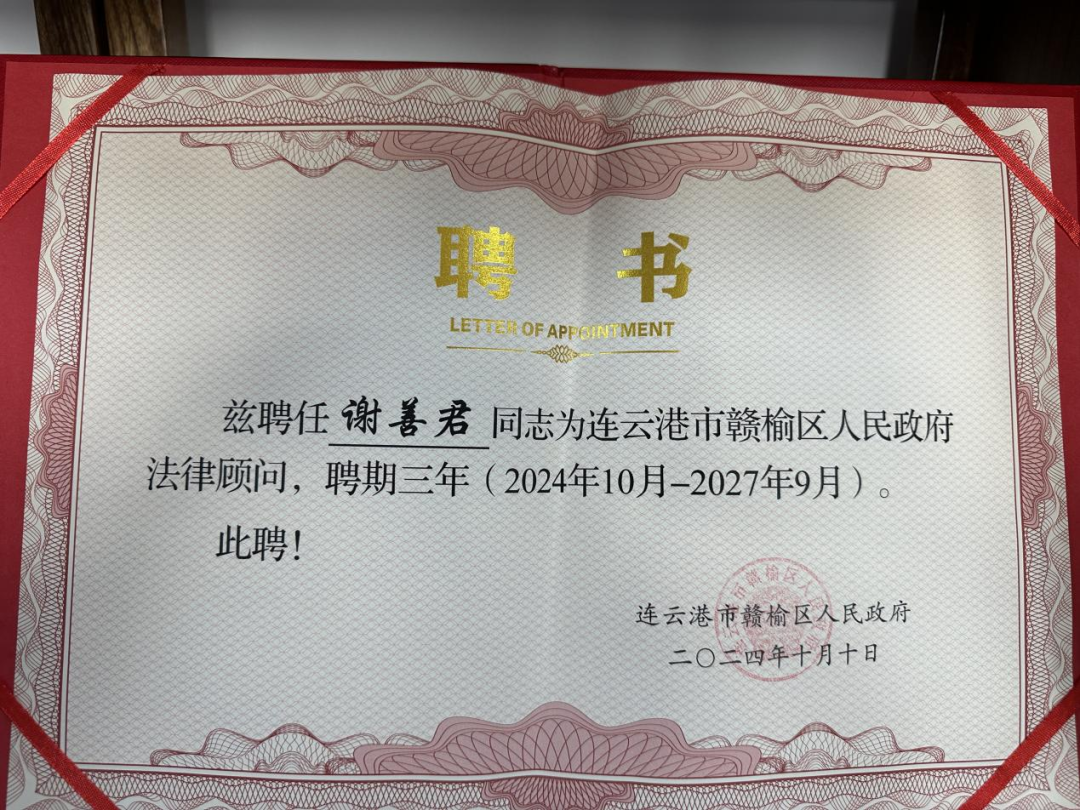 聘 书
LETTER OF APPOINTMENT
兹聘任谢善君同志为连云港市赣榆区人民政府
法律顾问，聘期三年（2024年10月-2027年9月）。
此聘！
连云港市赣榆区人民政府
二〇二四年十月十日